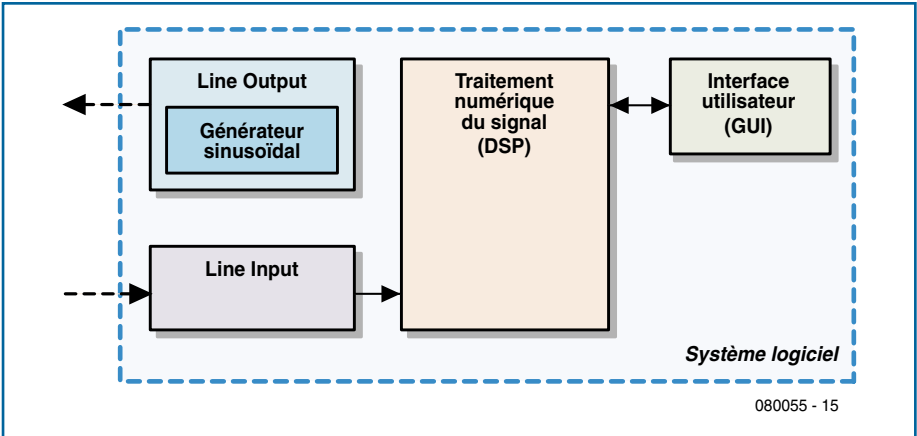 Line Output
Générateur
sinusoïdal
Line Input
Traitement
numérique
du signal
(DSP)
Interface
utilisateur
(GUI)
Système logiciel
080055 - 15